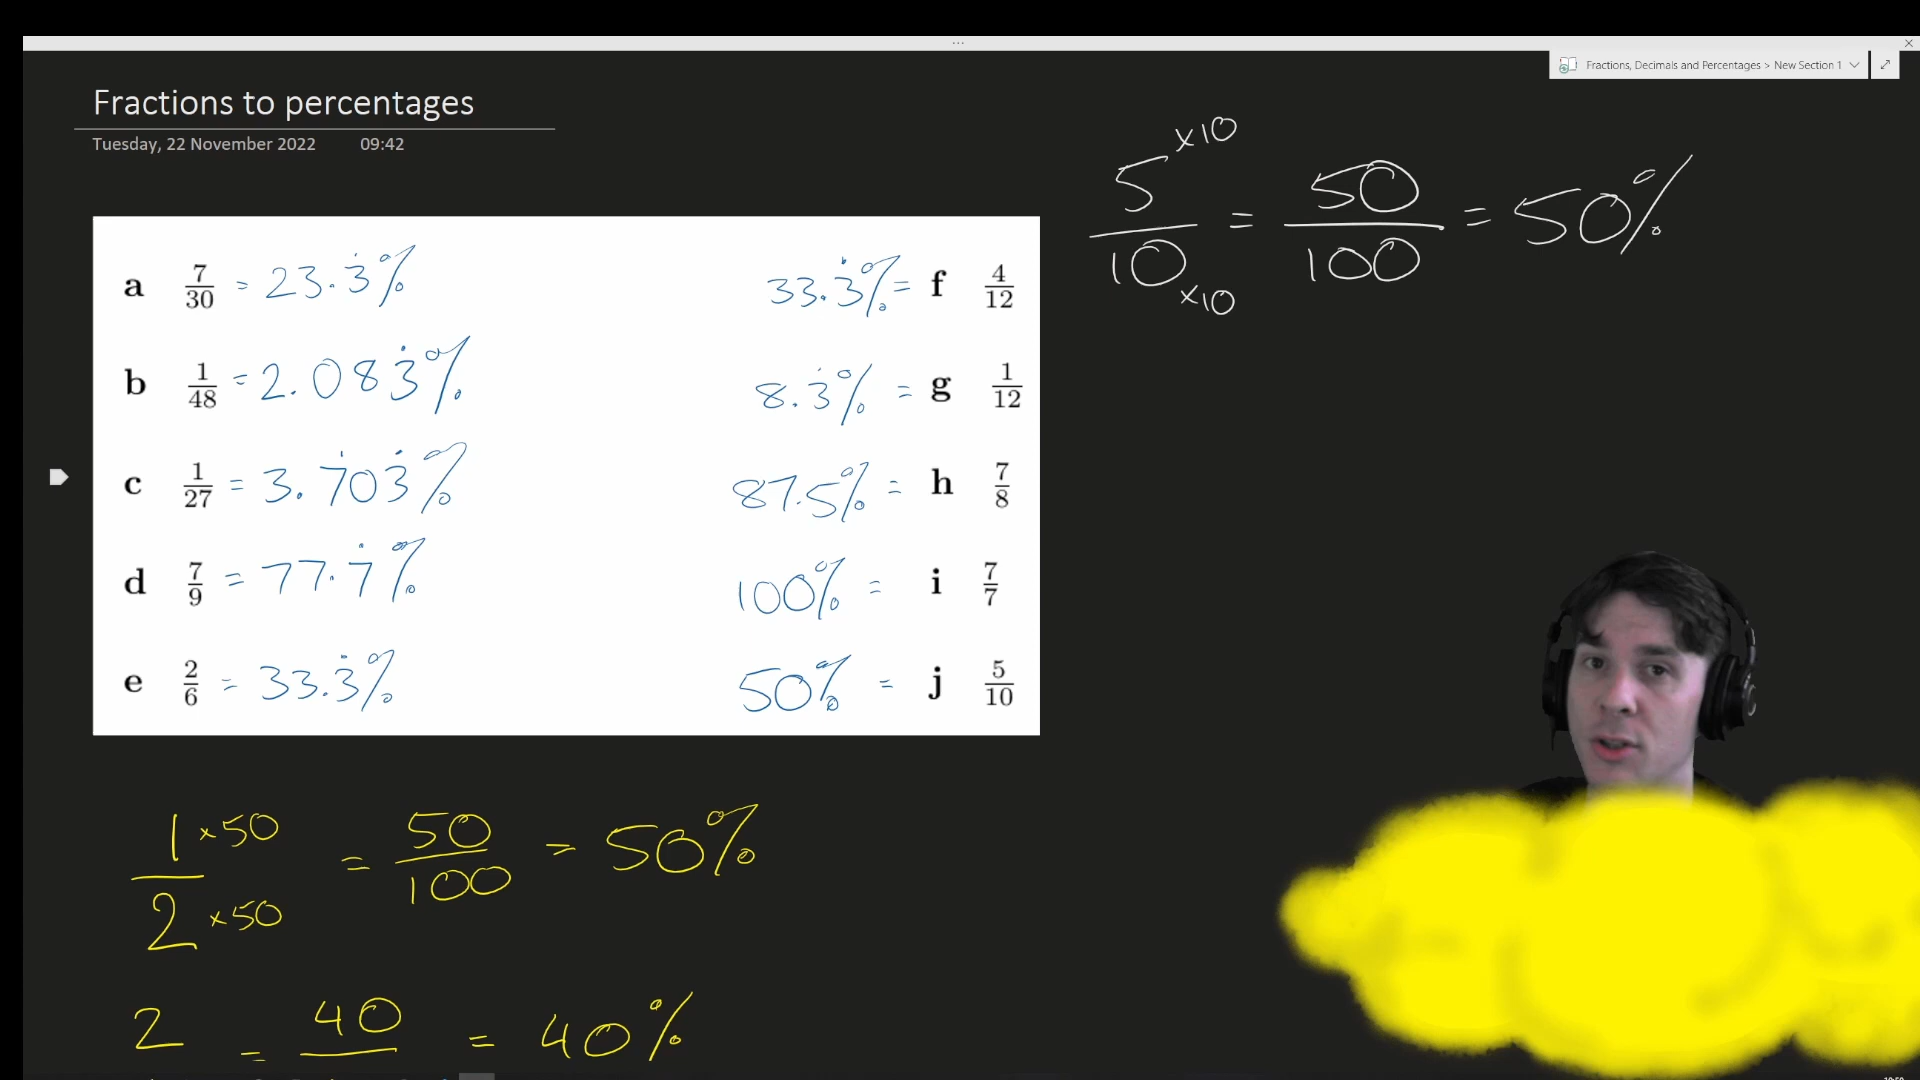 Fractions, Decimals and Percentages > New Section 1
Fractions to percentages
Tuesday, 22 November 2022 09:42
a 7/30 = 23.3̇%
b 1/48 = 2.083̇%
c 1/27 = 3.7̇03̇%
d 7/9 = 77.7̇%
e 2/6 = 33.3̇%
33.3̇% = f 4/12
8.3̇% = g 1/12
87.5% = h 7/8
100% = i 7/7
50% = j 5/10
5 ×10 / 10 ×10 = 50/100 = 50%
1 ×50 / 2 ×50 = 50/100 = 50%
2 = 40 = 40%